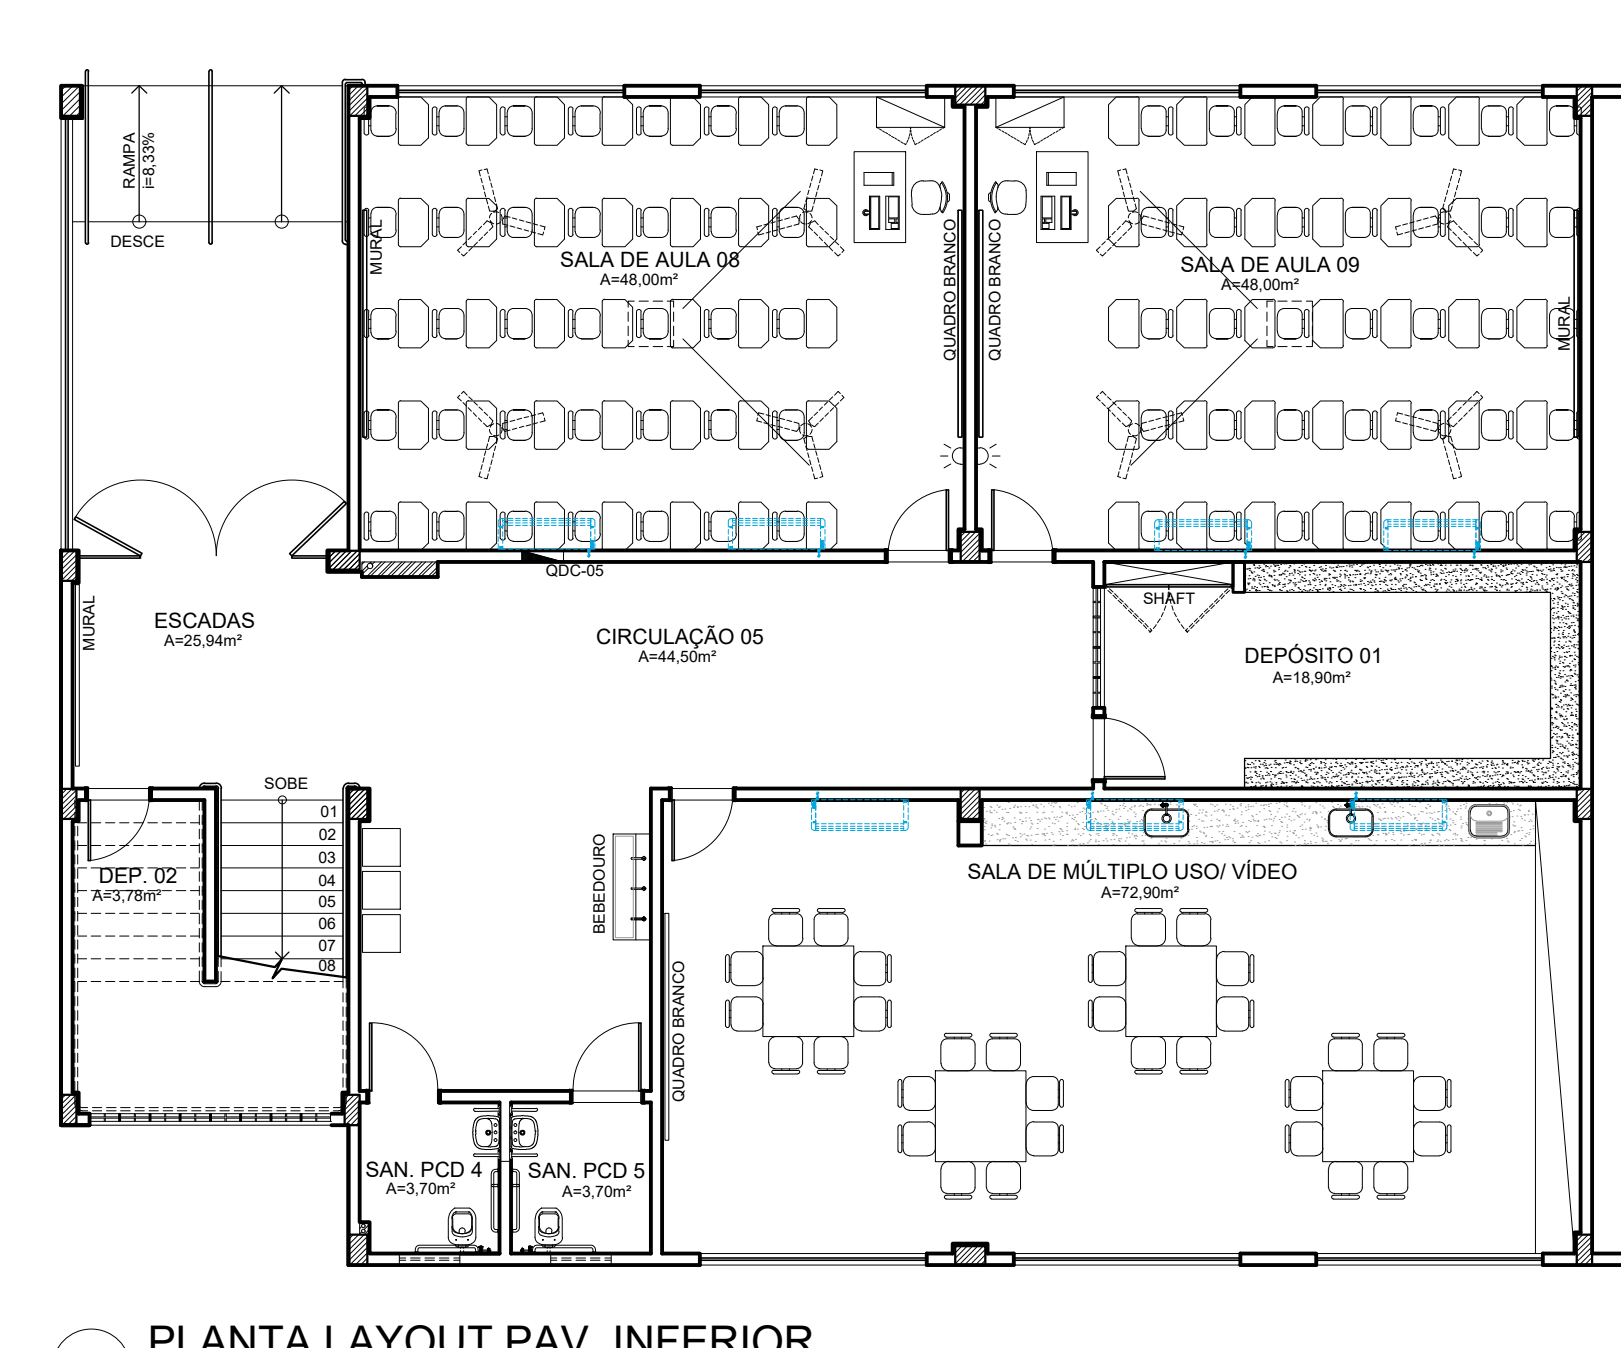 RAMPA
i=8,33%
DESCE
MURAL
SALA DE AULA 08
A=48,00m²
QUADRO BRANCO
QUADRO BRANCO
SALA DE AULA 09
A=48,00m²
MURAL
QDC-05
SHAFT
MURAL
ESCADAS
A=25,94m²
CIRCULAÇÃO 05
A=44,50m²
DEPÓSITO 01
A=18,90m²
SOBE
01
02
03
04
05
06
07
08
DEP. 02
A=3,78m²
BEBEDOURO
SALA DE MÚLTIPLO USO/ VÍDEO
A=72,90m²
QUADRO BRANCO
SAN. PCD 4
A=3,70m²
SAN. PCD 5
A=3,70m²
PLANTA LAYOUT PAV. INFERIOR